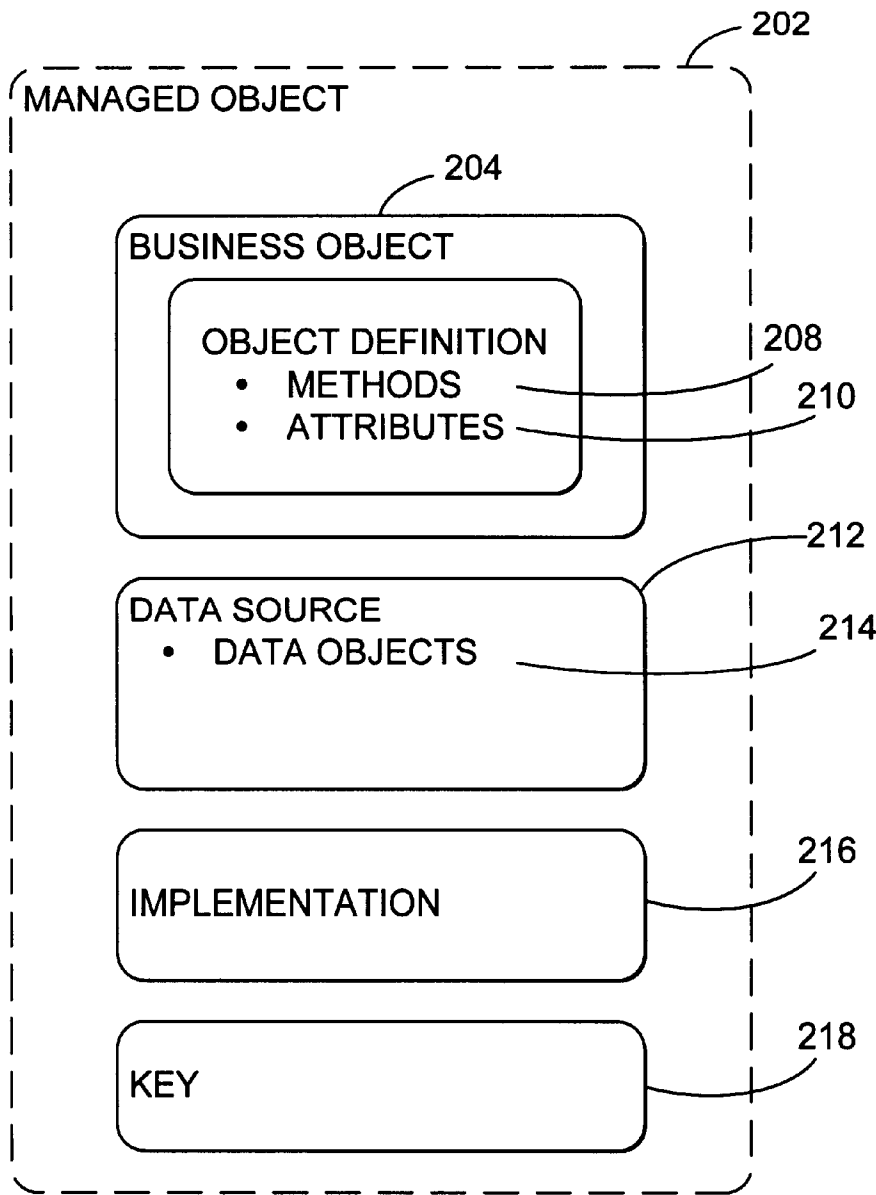 202
MANAGED OBJECT
204
BUSINESS OBJECT
OBJECT DEFINITION
208
• METHODS
210
• ATTRIBUTES
212
DATA SOURCE
214
• DATA OBJECTS
216
IMPLEMENTATION
218
KEY